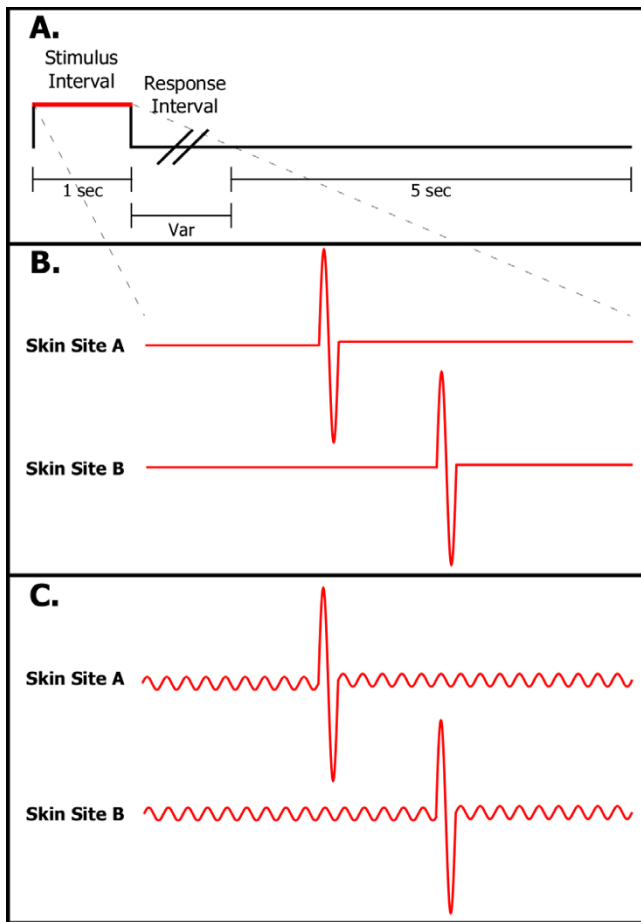 A.
Stimulus
Interval
Response
Interval
1 sec
5 sec
Var
B.
Skin Site A
Skin Site B
C.
Skin Site A
Skin Site B